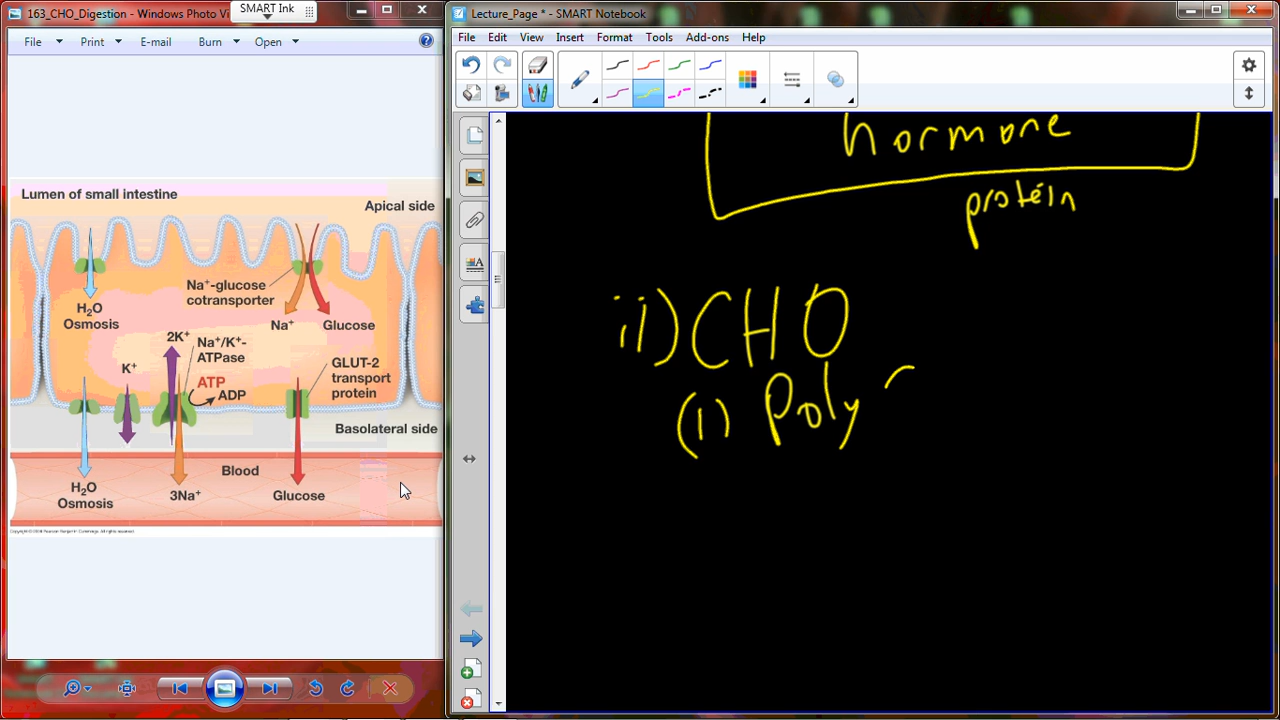 163_CHO_Digestion - Windows Photo Vi
SMART Ink
File Print E-mail Burn Open
Lumen of small intestine
Apical side
Na⁺-glucose
cotransporter
H₂O
Osmosis
Na⁺
Glucose
2K⁺
Na⁺/K⁺-
ATPase
K⁺
ATP
ADP
GLUT-2
transport
protein
Basolateral side
Blood
H₂O
Osmosis
3Na⁺
Glucose
Lecture_Page * - SMART Notebook
File Edit View Insert Format Tools Add-ons Help
hormone
protein
ii) CHO
(1) Poly